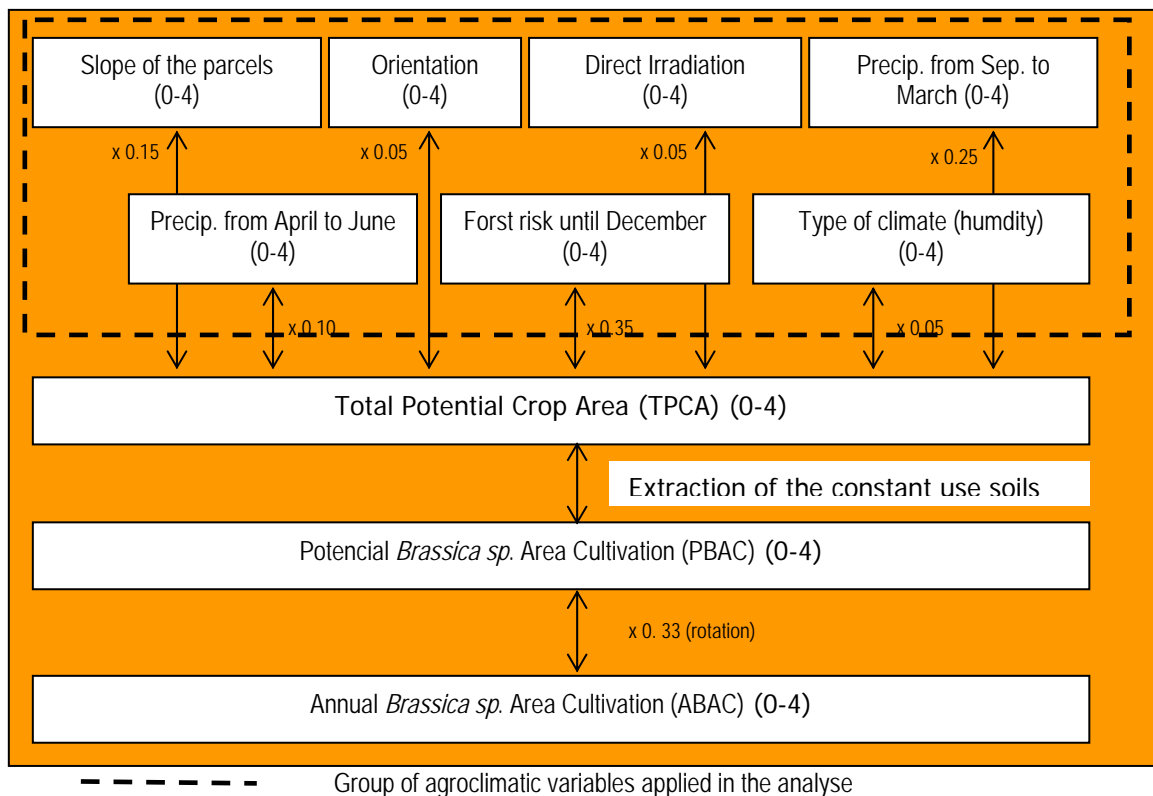 Slope of the parcels
(0-4)
Orientation
(0-4)
Direct Irradiation
(0-4)
Precip. from Sep. to
March (0-4)
x 0.15
x 0.05
x 0.05
x 0.25
Precip. from April to June
(0-4)
Forst risk until December
(0-4)
Type of climate (humdity)
(0-4)
x 0.10
x 0.35
x 0.05
Total Potential Crop Area (TPCA) (0-4)
Extraction of the constant use soils
Potencial Brassica sp. Area Cultivation (PBAC) (0-4)
x 0. 33 (rotation)
Annual Brassica sp. Area Cultivation (ABAC) (0-4)
Group of agroclimatic variables applied in the analyse